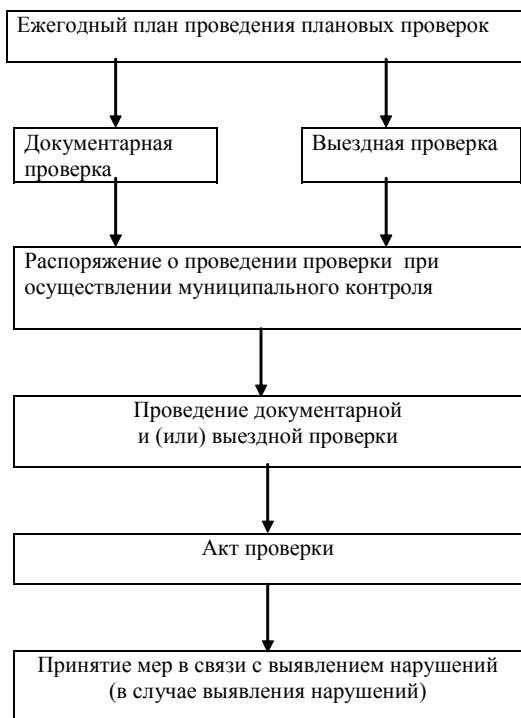 Ежегодный план проведения плановых проверок
Документарная
проверка
Выездная проверка
Распоряжение о проведении проверки при
осуществлении муниципального контроля
Проведение документарной
и (или) выездной проверки
Акт проверки
Принятие мер в связи с выявлением нарушений
(в случае выявления нарушений)